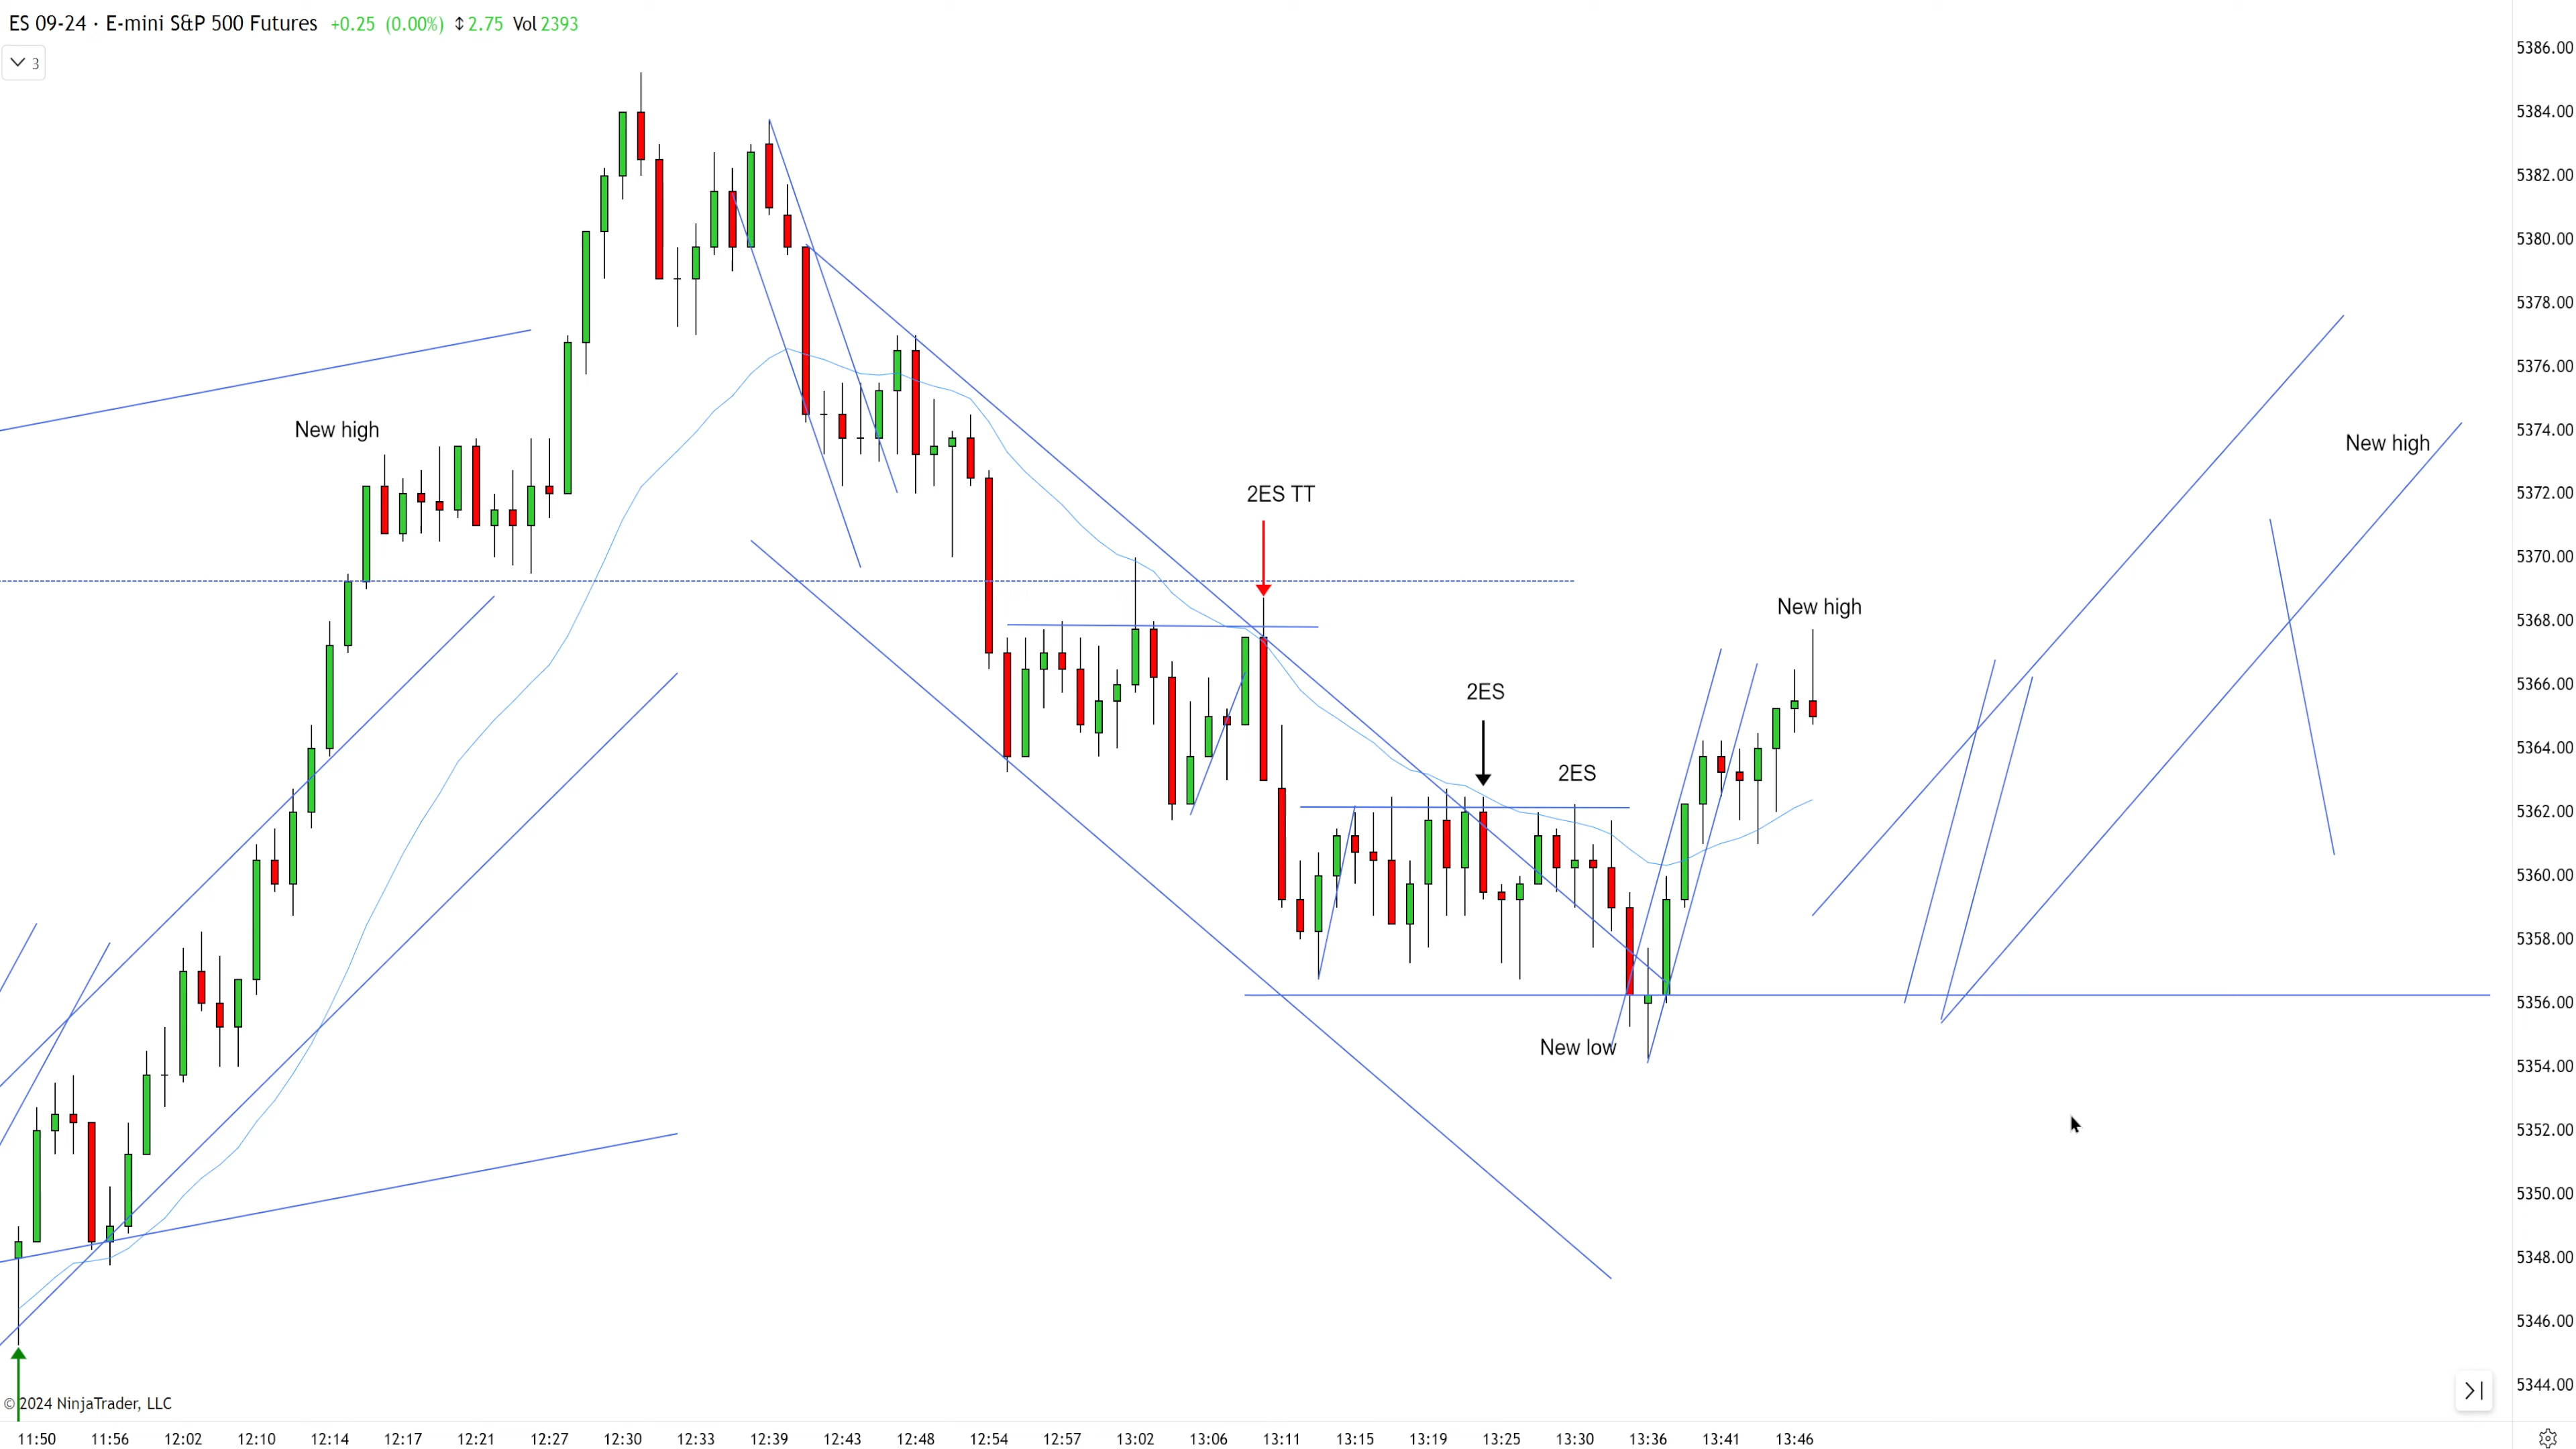 ES 09-24 · E-mini S&P 500 Futures +0.25 (0.00%) ↕ 2.75 Vol 2393
3
5386.00
5384.00
5382.00
5380.00
5378.00
5376.00
5374.00
5372.00
5370.00
5368.00
5366.00
5364.00
5362.00
5360.00
5358.00
5356.00
5354.00
5352.00
5350.00
5348.00
5346.00
5344.00
New high
New high
2ES TT
New high
2ES
2ES
New low
© 2024 NinjaTrader, LLC
11:50 11:56 12:02 12:10 12:14 12:17 12:21 12:27 12:30 12:33 12:39 12:43 12:48 12:54 12:57 13:02 13:06 13:11 13:15 13:19 13:25 13:30 13:36 13:41 13:46